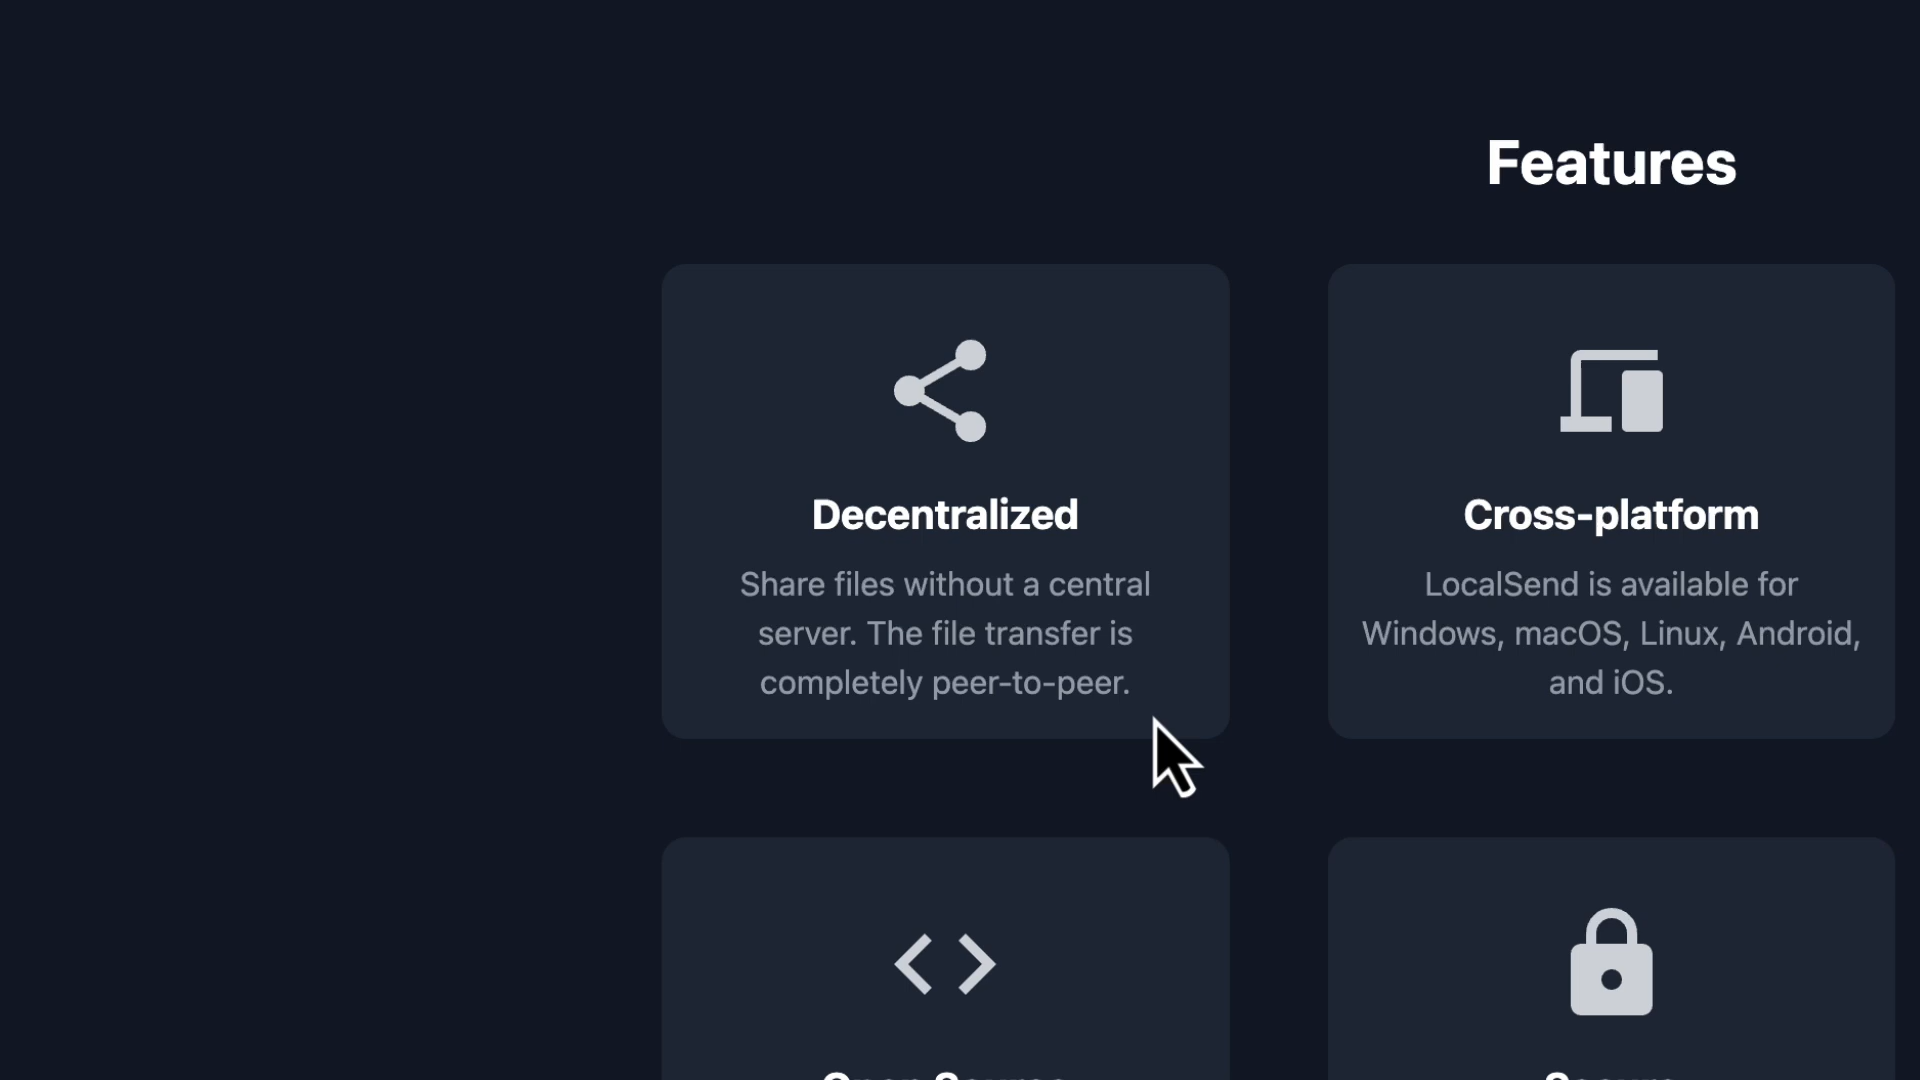 Features
Decentralized
Share files without a central
server. The file transfer is
completely peer-to-peer.
Cross-platform
LocalSend is available for
Windows, macOS, Linux, Android,
and iOS.